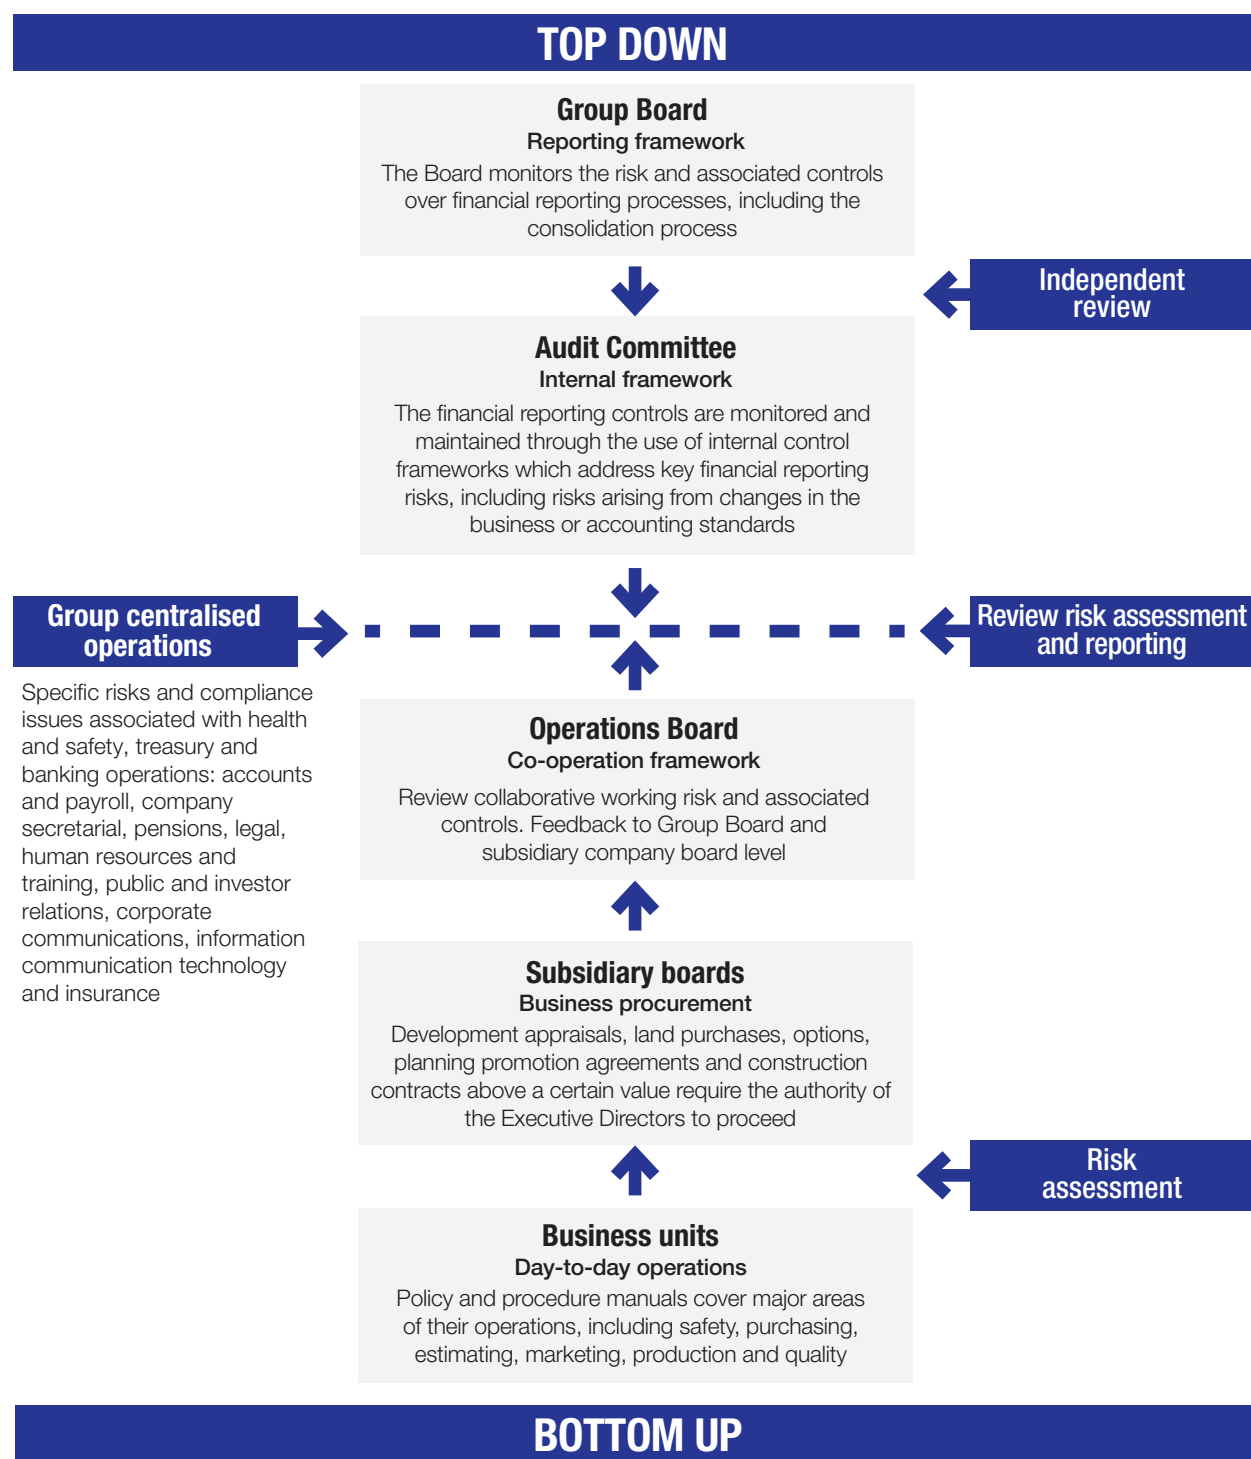 TOP DOWN
Group Board
Reporting framework
The Board monitors the risk and associated controls
over financial reporting processes, including the
consolidation process
Independent
review
Audit Committee
Internal framework
The financial reporting controls are monitored and
maintained through the use of internal control
frameworks which address key financial reporting
risks, including risks arising from changes in the
business or accounting standards
Group centralised
operations
Specific risks and compliance
issues associated with health
and safety, treasury and
banking operations: accounts
and payroll, company
secretarial, pensions, legal,
human resources and
training, public and investor
relations, corporate
communications, information
communication technology
and insurance
Review risk assessment
and reporting
Operations Board
Co-operation framework
Review collaborative working risk and associated
controls. Feedback to Group Board and
subsidiary company board level
Subsidiary boards
Business procurement
Development appraisals, land purchases, options,
planning promotion agreements and construction
contracts above a certain value require the authority of
the Executive Directors to proceed
Risk
assessment
Business units
Day-to-day operations
Policy and procedure manuals cover major areas
of their operations, including safety, purchasing,
estimating, marketing, production and quality
BOTTOM UP